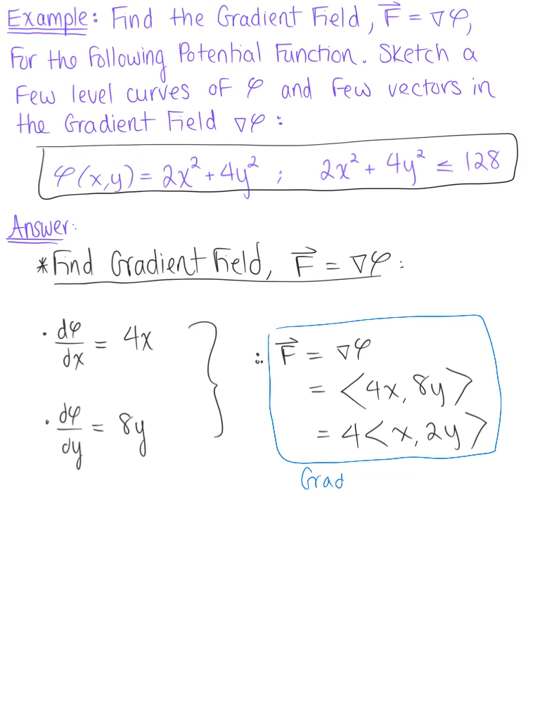 Example: Find the Gradient Field, F⃗ = ∇φ,
For the Following Potential Function. Sketch a
Few level curves of φ and Few vectors in
the Gradient Field ∇φ:
φ(x,y) = 2x² + 4y² ; 2x² + 4y² ≤ 128
Answer:
*Find Gradient Field, F⃗ = ∇φ:
• dφ/dx = 4x
• dφ/dy = 8y
∴ F⃗ = ∇φ
= <4x, 8y>
= 4<x, 2y>
Grad